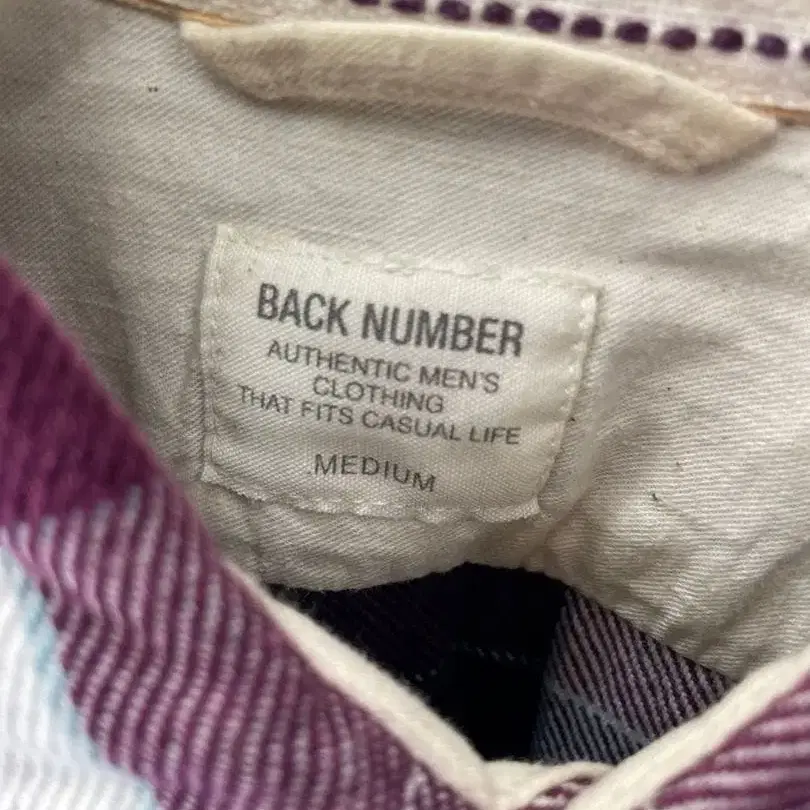 BACK NUMBER
AUTHENTIC MEN'S
CLOTHING
THAT FITS CASUAL LIFE
MEDIUM